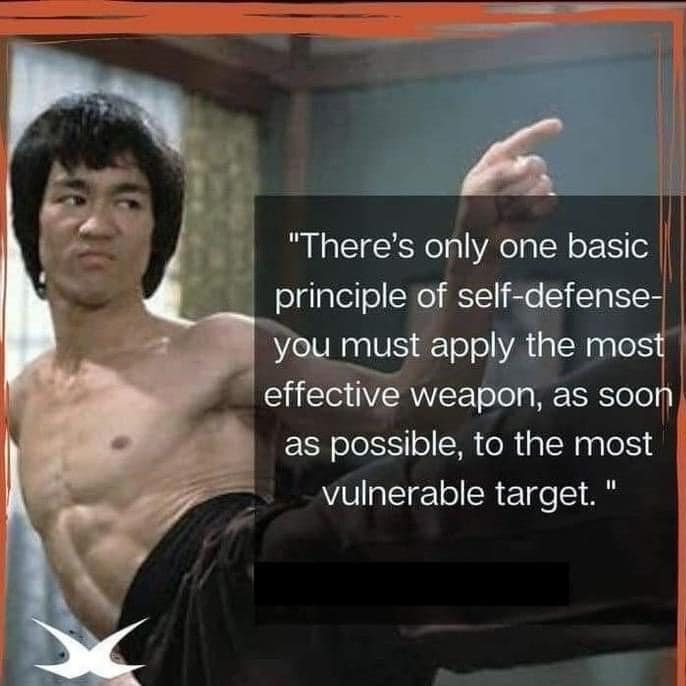 "There's only one basic
principle of self-defense-
you must apply the most
effective weapon, as soon
as possible, to the most
vulnerable target. "